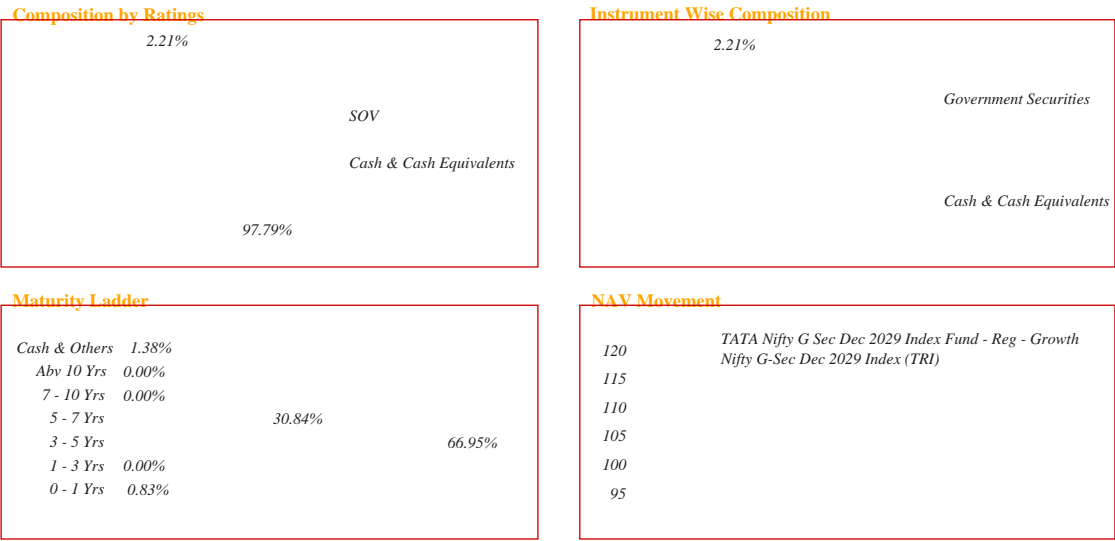 Composition by Ratings
2.21%
SOV
Cash & Cash Equivalents
97.79%
Instrument Wise Composition
2.21%
Government Securities
Cash & Cash Equivalents
Maturity Ladder
Cash & Others 1.38%
Abv 10 Yrs 0.00%
7 - 10 Yrs 0.00%
5 - 7 Yrs 30.84%
3 - 5 Yrs 66.95%
1 - 3 Yrs 0.00%
0 - 1 Yrs 0.83%
NAV Movement
TATA Nifty G Sec Dec 2029 Index Fund - Reg - Growth
Nifty G-Sec Dec 2029 Index (TRI)
120
115
110
105
100
95